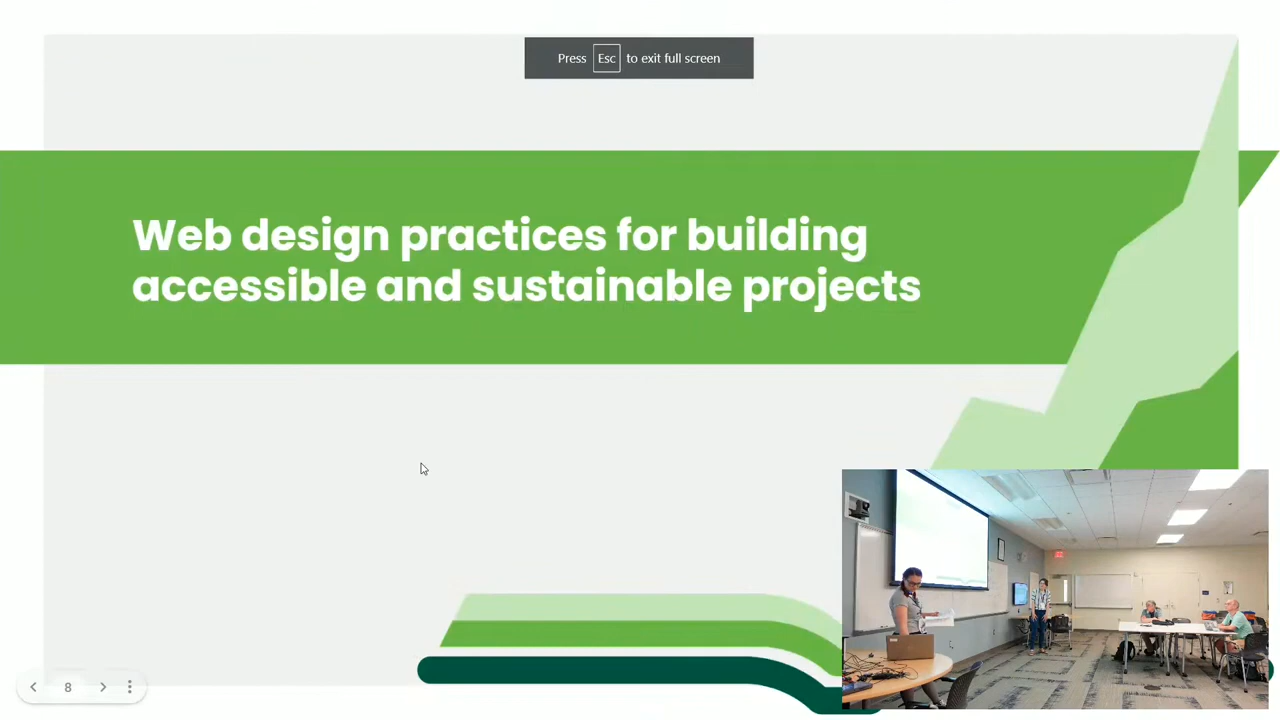 Press Esc to exit full screen
Web design practices for building
accessible and sustainable projects
8